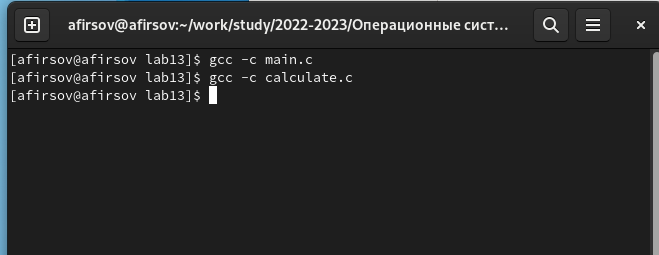 afirsov@afirsov:~/work/study/2022-2023/Операционные сист…
[afirsov@afirsov lab13]$ gcc -c main.c
[afirsov@afirsov lab13]$ gcc -c calculate.c
[afirsov@afirsov lab13]$